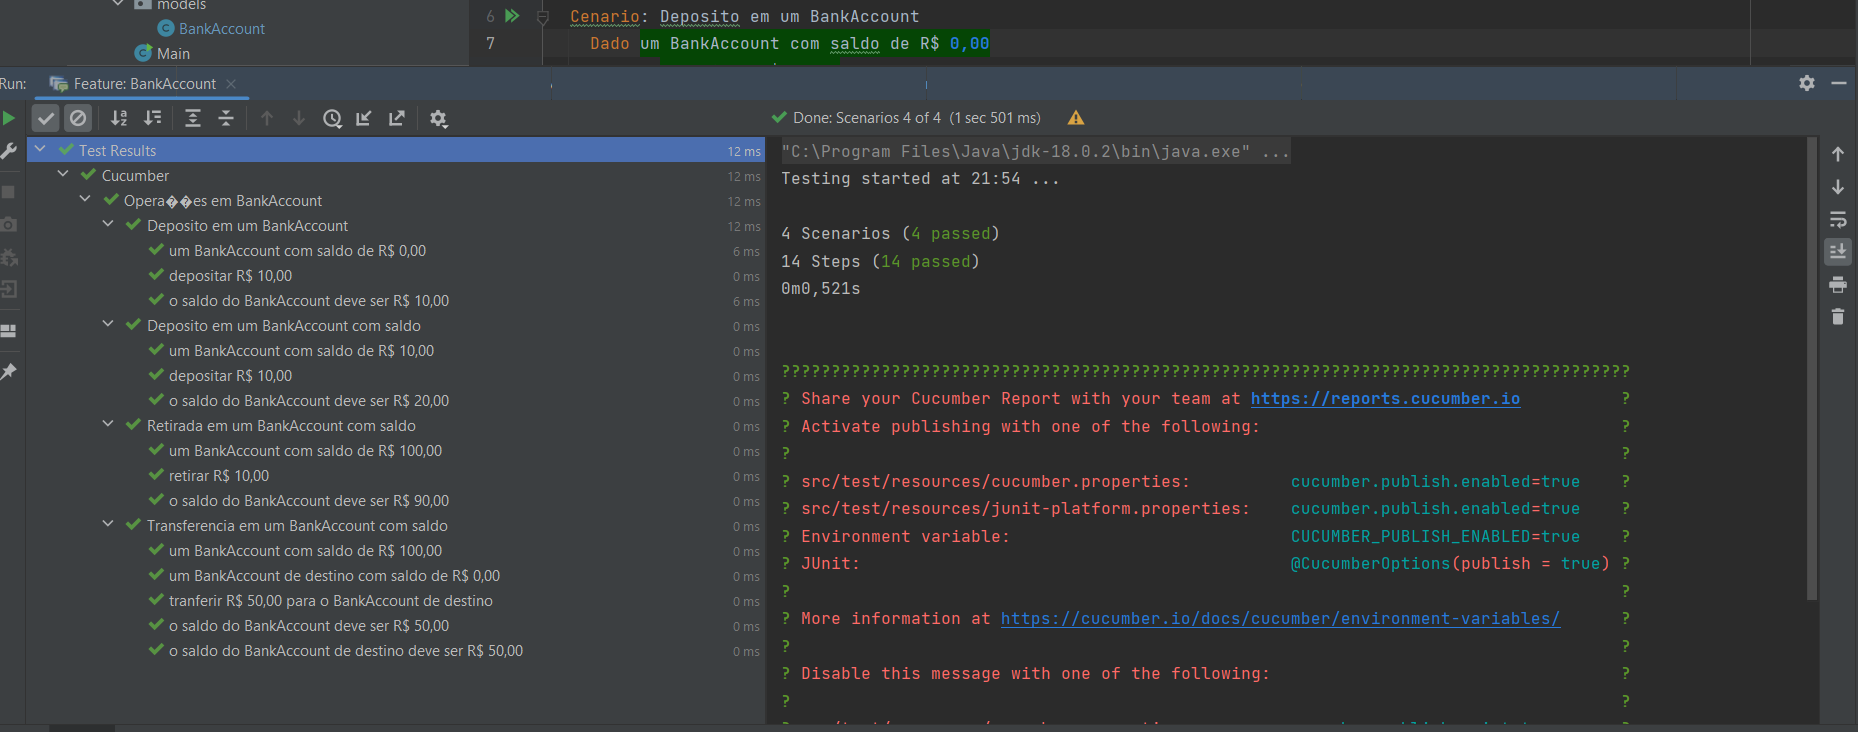 models
BankAccount
Main
6 Cenario: Deposito em um BankAccount
7 Dado um BankAccount com saldo de R$ 0,00
Run: Feature: BankAccount
Done: Scenarios 4 of 4 (1 sec 501 ms)
Test Results 12 ms
Cucumber 12 ms
Opera��es em BankAccount 12 ms
Deposito em um BankAccount 12 ms
um BankAccount com saldo de R$ 0,00 6 ms
depositar R$ 10,00 0 ms
o saldo do BankAccount deve ser R$ 10,00 6 ms
Deposito em um BankAccount com saldo 0 ms
um BankAccount com saldo de R$ 10,00 0 ms
depositar R$ 10,00 0 ms
o saldo do BankAccount deve ser R$ 20,00 0 ms
Retirada em um BankAccount com saldo 0 ms
um BankAccount com saldo de R$ 100,00 0 ms
retirar R$ 10,00 0 ms
o saldo do BankAccount deve ser R$ 90,00 0 ms
Transferencia em um BankAccount com saldo 0 ms
um BankAccount com saldo de R$ 100,00 0 ms
um BankAccount de destino com saldo de R$ 0,00 0 ms
tranferir R$ 50,00 para o BankAccount de destino 0 ms
o saldo do BankAccount deve ser R$ 50,00 0 ms
o saldo do BankAccount de destino deve ser R$ 50,00 0 ms
"C:\Program Files\Java\jdk-18.0.2\bin\java.exe" ...
Testing started at 21:54 ...
4 Scenarios (4 passed)
14 Steps (14 passed)
0m0,521s
?????????????????????????????????????????????????????????????????????????????????????
? Share your Cucumber Report with your team at https://reports.cucumber.io ?
? Activate publishing with one of the following: ?
? ?
? src/test/resources/cucumber.properties: cucumber.publish.enabled=true ?
? src/test/resources/junit-platform.properties: cucumber.publish.enabled=true ?
? Environment variable: CUCUMBER_PUBLISH_ENABLED=true ?
? JUnit: @CucumberOptions(publish = true) ?
? ?
? More information at https://cucumber.io/docs/cucumber/environment-variables/ ?
? ?
? Disable this message with one of the following: ?
? ?